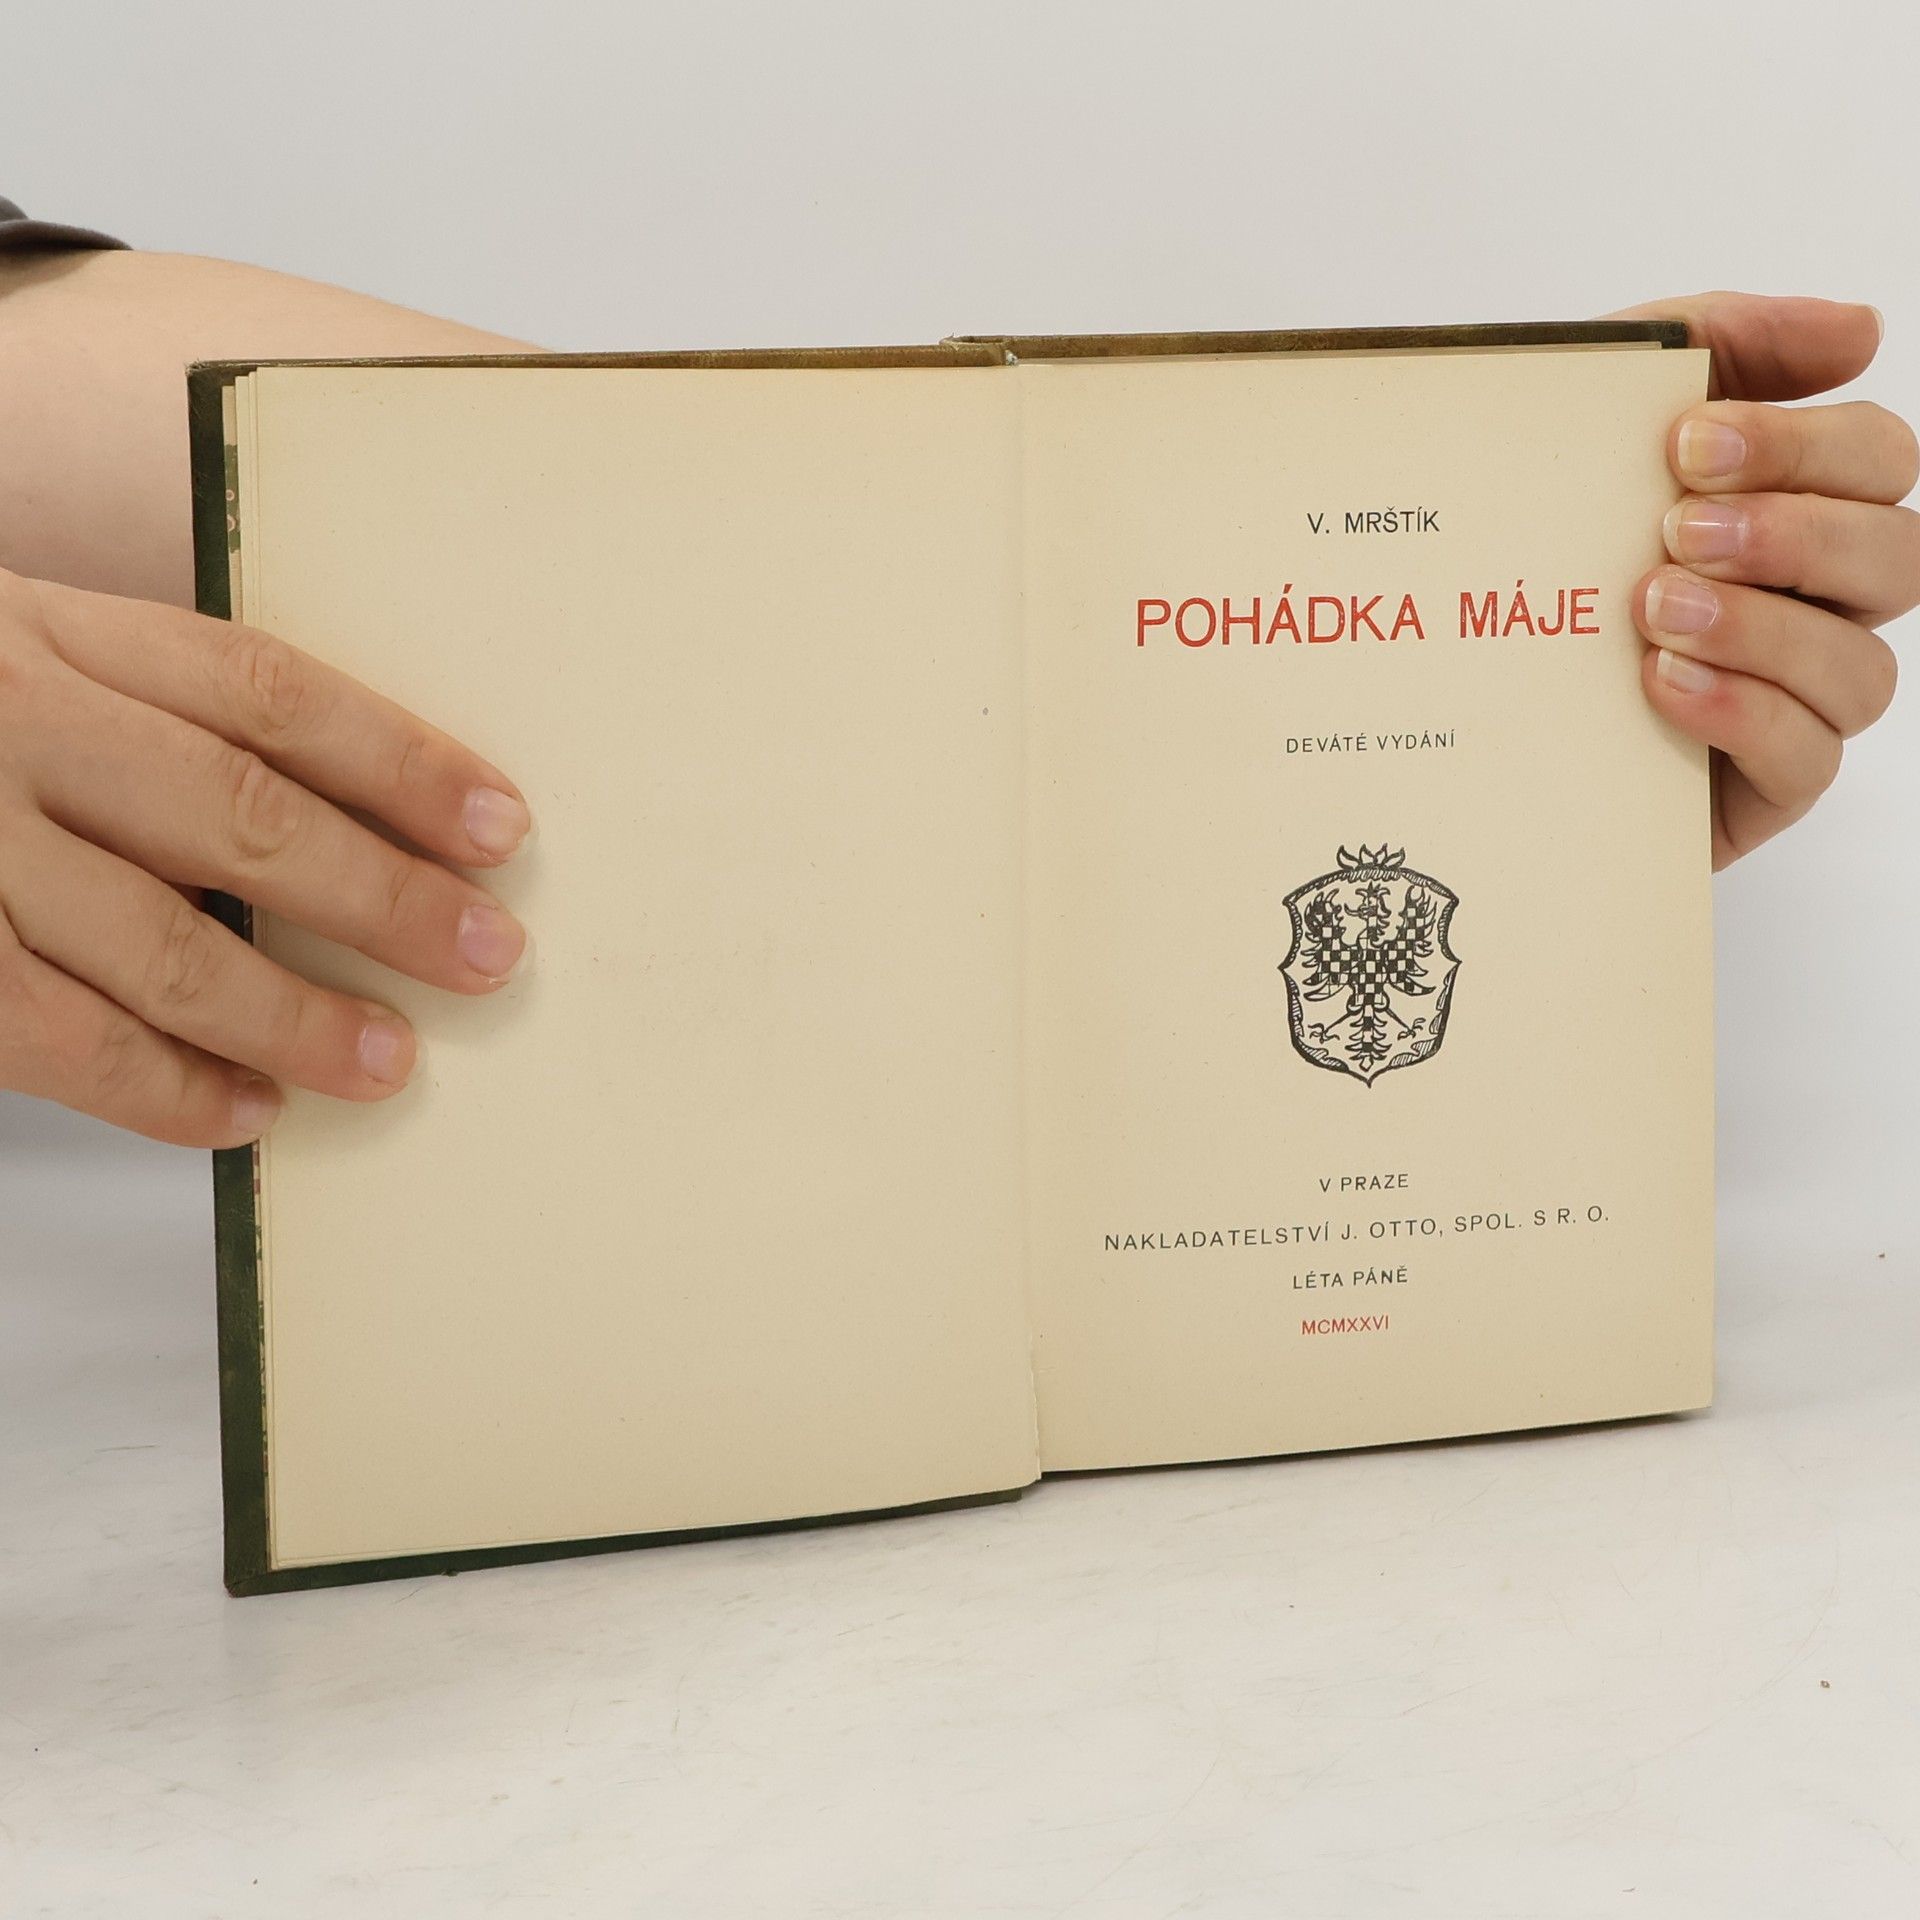 V. MRŠTÍK
POHÁDKA MÁJE
DEVÁTÉ VYDÁNÍ
V PRAZE
NAKLADATELSTVÍ J. OTTO, SPOL. S R. O.
LÉTA PÁNĚ
MCMXXVI